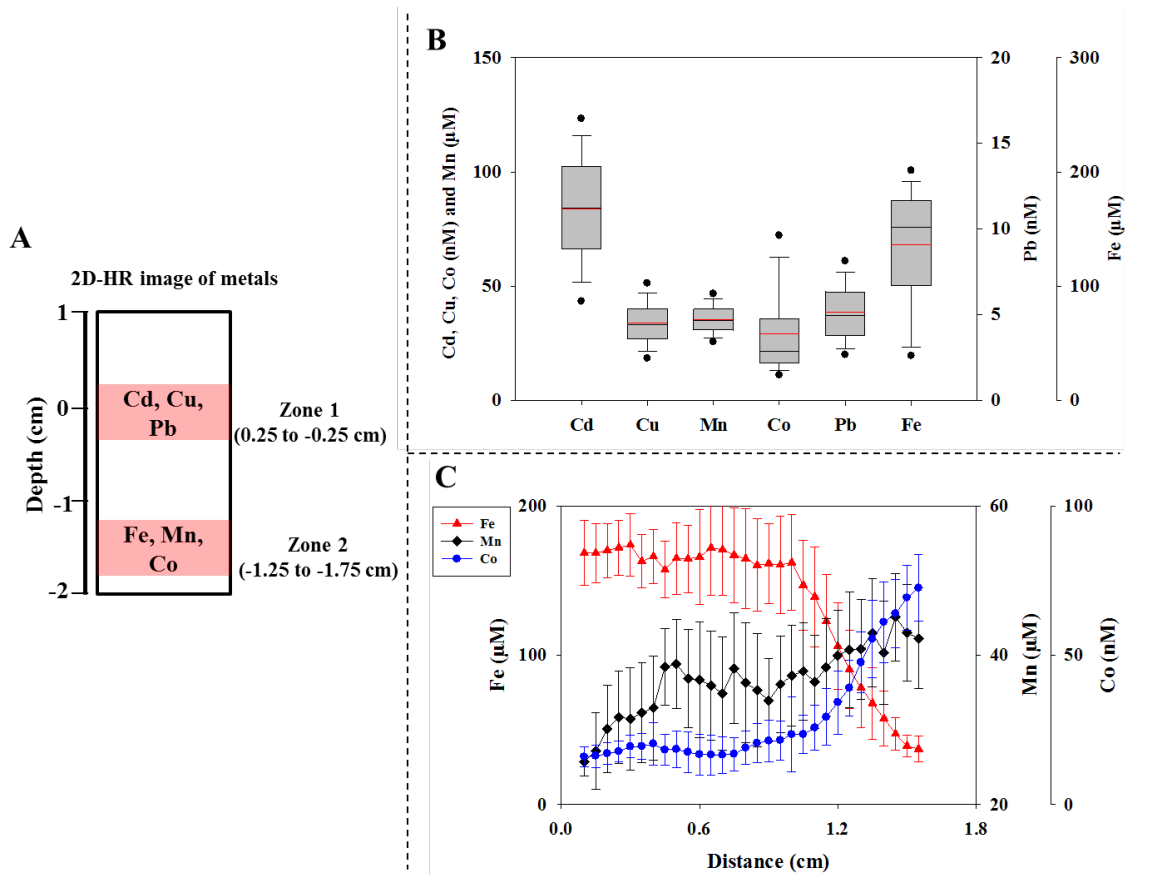 A
2D-HR image of metals
Depth (cm)
1
0
-1
-2
Cd, Cu,
Pb
Zone 1
(0.25 to -0.25 cm)
Fe, Mn,
Co
Zone 2
(-1.25 to -1.75 cm)
B
Cd, Cu, Co (nM) and Mn (µM)
150
100
50
0
Cd Cu Mn Co Pb Fe
20
15
10
5
0
Pb (nM)
300
200
100
0
Fe (µM)
C
Fe
Mn
Co
Fe (µM)
200
100
0
0.0 0.6 1.2 1.8
Distance (cm)
60
40
20
Mn (µM)
100
50
0
Co (nM)